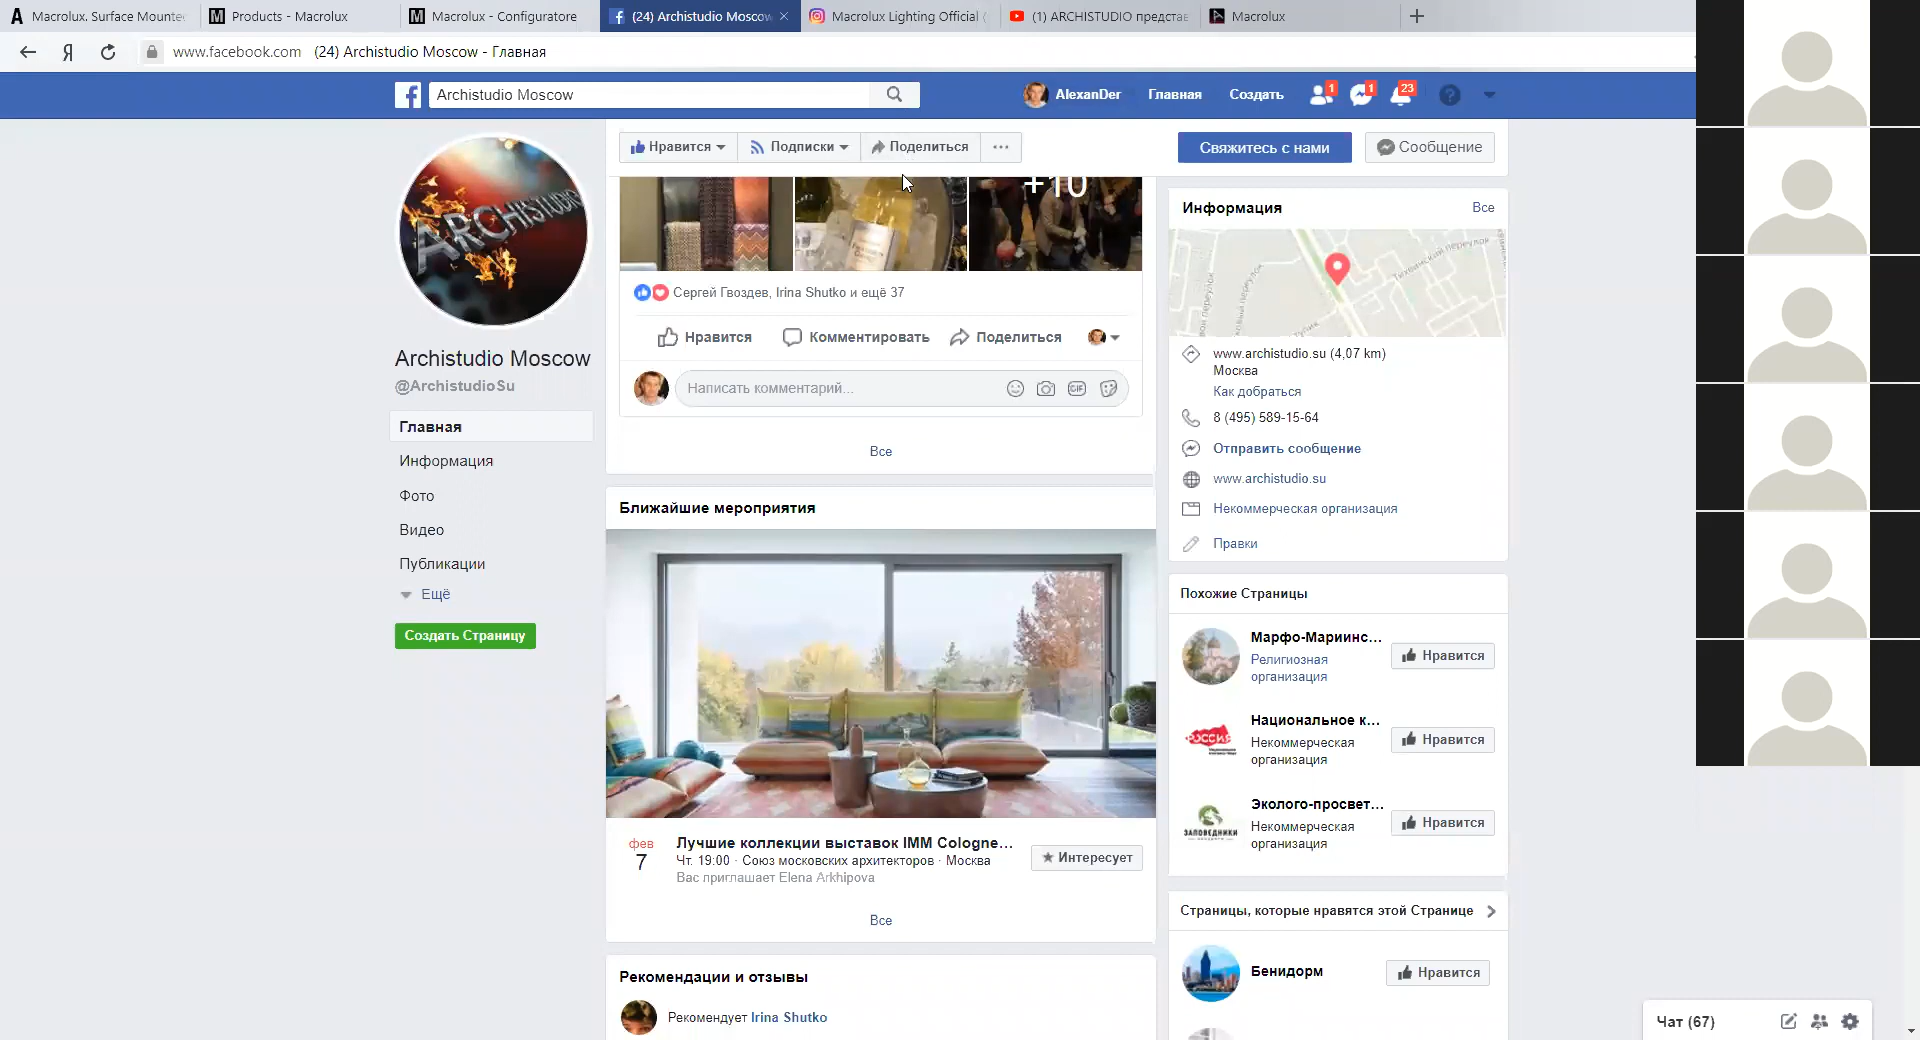 Macrolux. Surface Mounted
Products - Macrolux
Macrolux - Configuratore
(24) Archistudio Moscow
Macrolux Lighting Official (
(1) ARCHISTUDIO представ
Macrolux
www.facebook.com (24) Archistudio Moscow - Главная
Archistudio Moscow
AlexanDer
Главная
Создать
1
1
23
Нравится
Подписки
Поделиться
Свяжитесь с нами
Сообщение
ARCHISTUDIO
Archistudio Moscow
@ArchistudioSu
Главная
Информация
Фото
Видео
Публикации
Ещё
Создать Страницу
+10
Сергей Гвоздев, Irina Shutko и ещё 37
Нравится
Комментировать
Поделиться
Написать комментарий...
GIF
Все
Ближайшие мероприятия
фев
7
Лучшие коллекции выставок IMM Cologne...
Чт. 19:00 · Союз московских архитекторов · Москва
Вас приглашает Elena Arkhipova
Интересует
Все
Рекомендации и отзывы
Рекомендует Irina Shutko
Информация
Все
Тихвинский переулок
www.archistudio.su (4,07 km)
Москва
Как добраться
8 (495) 589-15-64
Отправить сообщение
www.archistudio.su
Некоммерческая организация
Правки
Похожие Страницы
Марфо-Мариинс...
Религиозная
организация
Нравится
РОССИЯ
Национальное к...
Некоммерческая
организация
Нравится
ЗАПОВЕДНИКИ
Эколого-просвет...
Некоммерческая
организация
Нравится
Страницы, которые нравятся этой Странице
Бенидорм
Нравится
Чат (67)